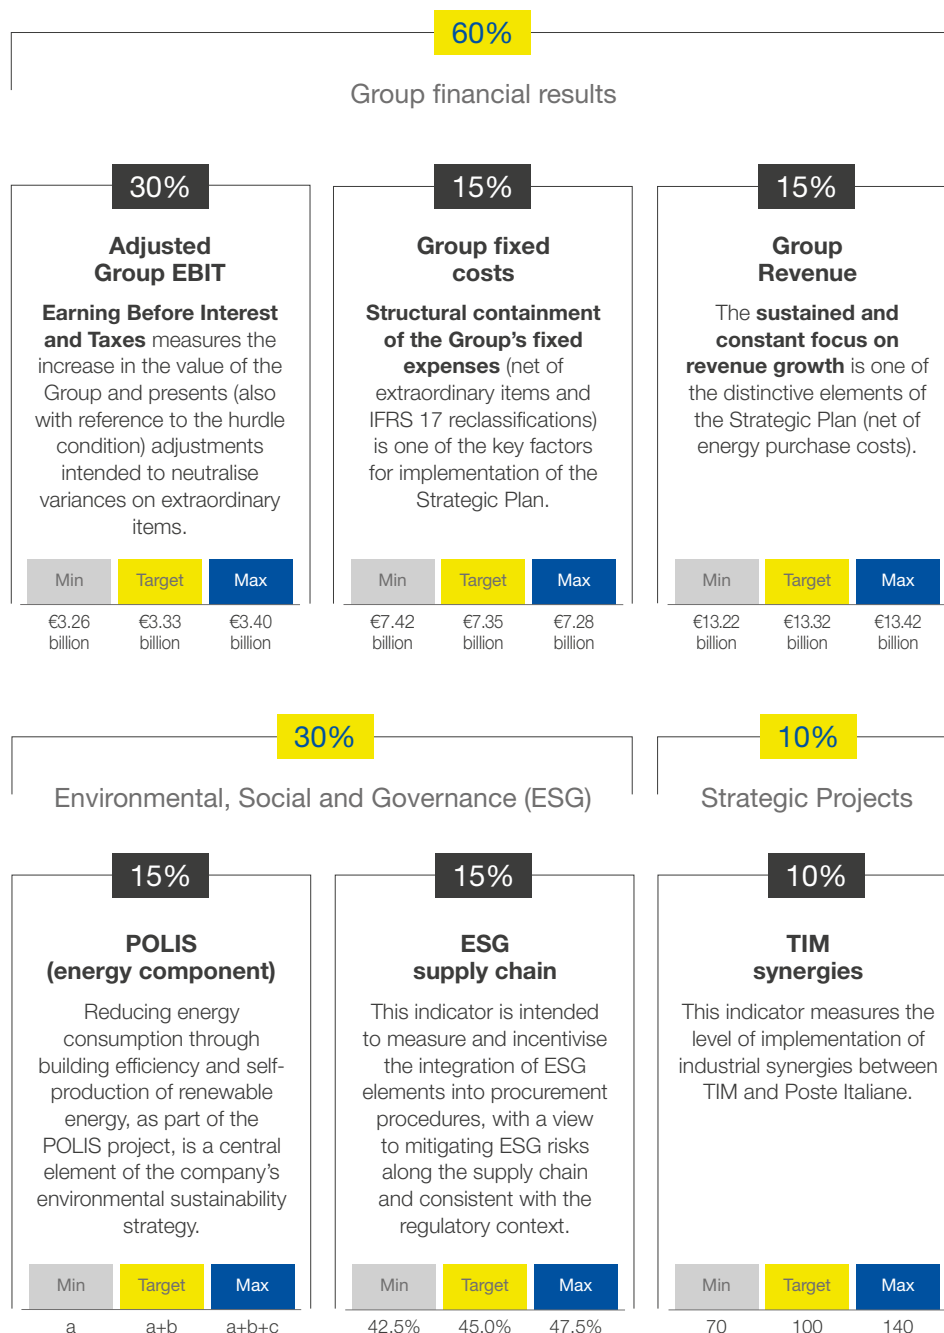 60%
Group financial results
30%
Adjusted
Group EBIT
Earning Before Interest
and Taxes measures the
increase in the value of the
Group and presents (also
with reference to the hurdle
condition) adjustments
intended to neutralise
variances on extraordinary
items.
Min Target Max
€3.26 €3.33 €3.40
billion billion billion
15%
Group fixed
costs
Structural containment
of the Group's fixed
expenses (net of
extraordinary items and
IFRS 17 reclassifications)
is one of the key factors
for implementation of the
Strategic Plan.
Min Target Max
€7.42 €7.35 €7.28
billion billion billion
15%
Group
Revenue
The sustained and
constant focus on
revenue growth is one of
the distinctive elements of
the Strategic Plan (net of
energy purchase costs).
Min Target Max
€13.22 €13.32 €13.42
billion billion billion
30%
Environmental, Social and Governance (ESG)
15%
POLIS
(energy component)
Reducing energy
consumption through
building efficiency and self-
production of renewable
energy, as part of the
POLIS project, is a central
element of the company's
environmental sustainability
strategy.
Min Target Max
a a+b a+b+c
15%
ESG
supply chain
This indicator is intended
to measure and incentivise
the integration of ESG
elements into procurement
procedures, with a view
to mitigating ESG risks
along the supply chain
and consistent with the
regulatory context.
Min Target Max
42.5% 45.0% 47.5%
10%
Strategic Projects
10%
TIM
synergies
This indicator measures the
level of implementation of
industrial synergies between
TIM and Poste Italiane.
Min Target Max
70 100 140